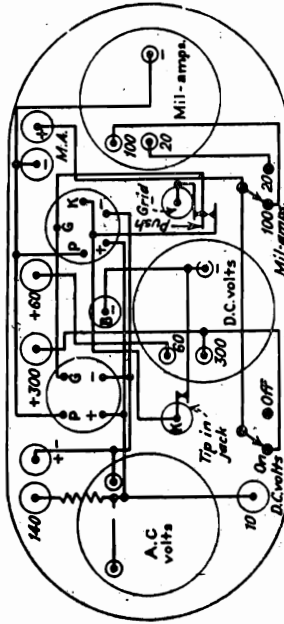 140
+ -
+300
+60
-
+
M.A.
P G
+ -
P G K
+ -
B-
Grid
Push
K
Tip in
jack
A.C
volts
60
300
D.C. volts
-
100
20
-
Mil-amps.
10
On
Off
D.C. volts
100
20
Mil-amps.